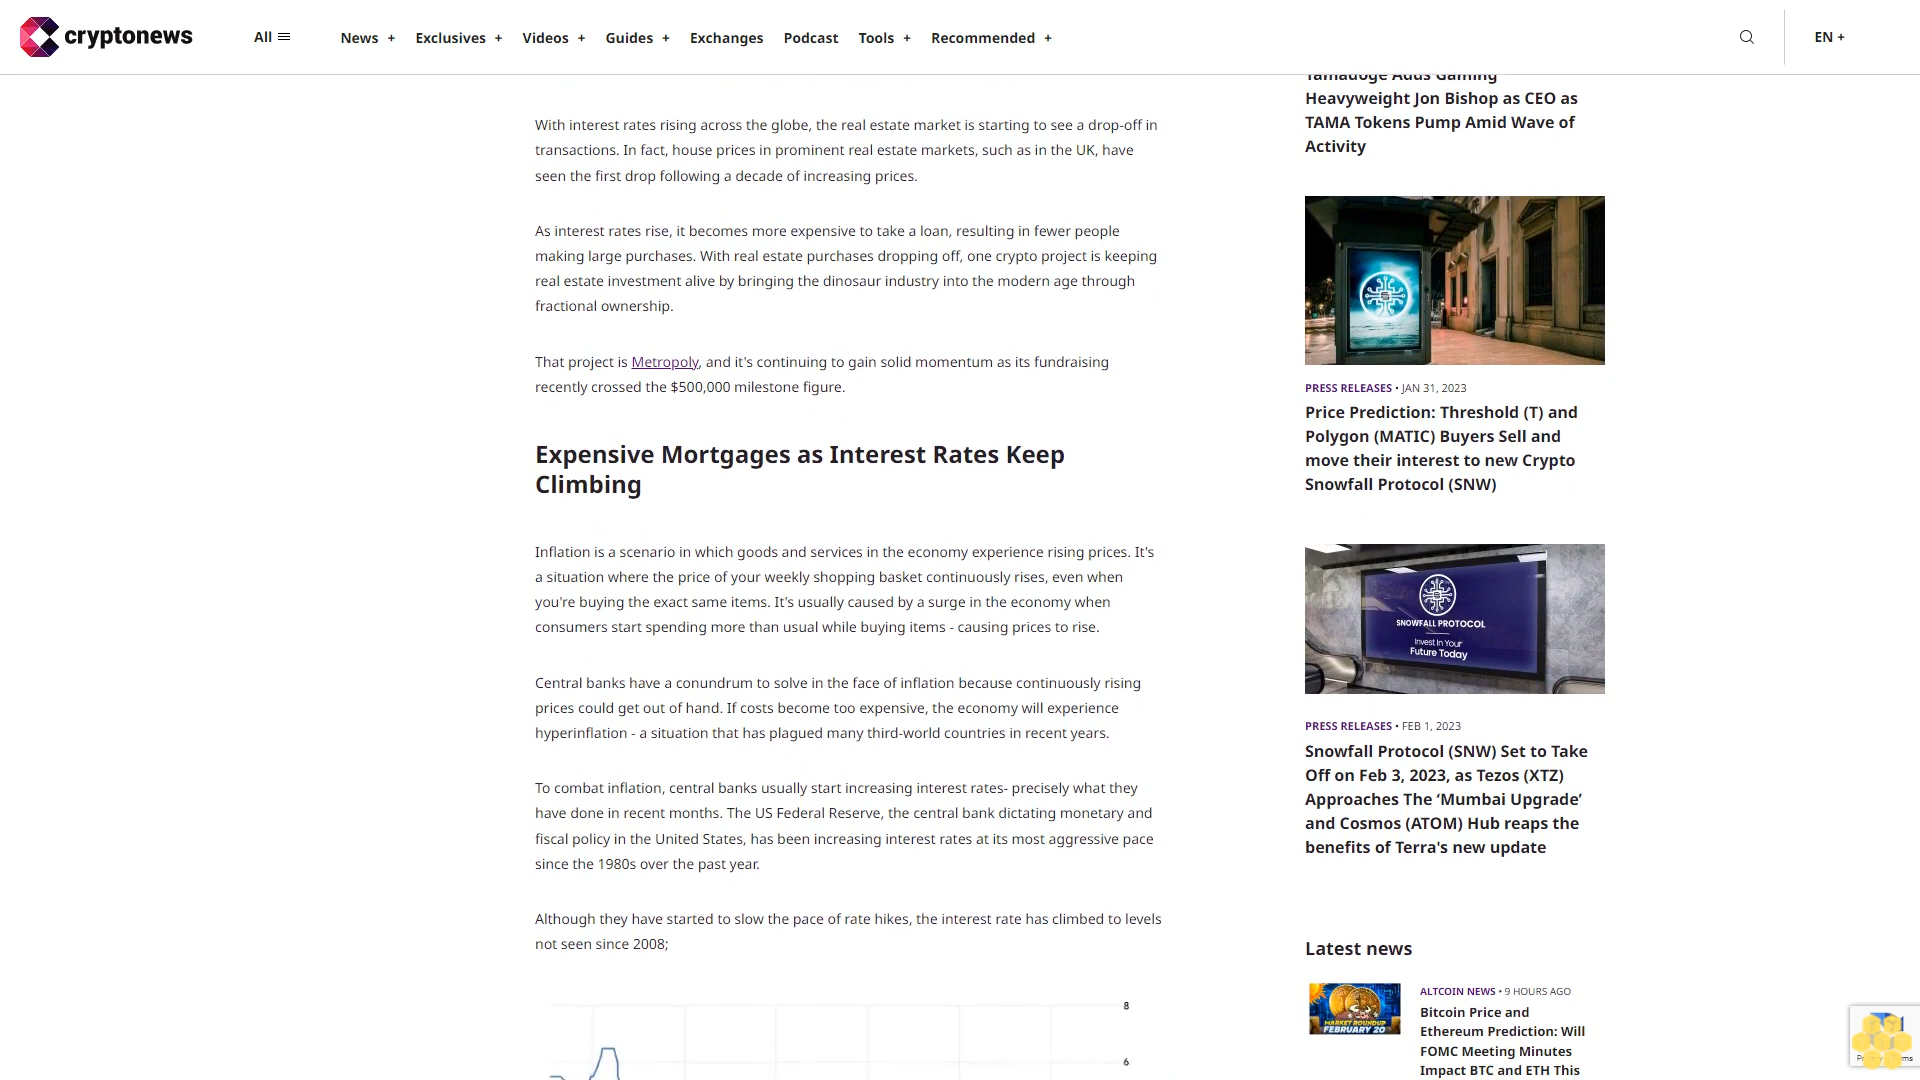 cryptonews
All
News +
Exclusives +
Videos +
Guides +
Exchanges
Podcast
Tools +
Recommended +
EN +
With interest rates rising across the globe, the real estate market is starting to see a drop-off in
transactions. In fact, house prices in prominent real estate markets, such as in the UK, have
seen the first drop following a decade of increasing prices.
As interest rates rise, it becomes more expensive to take a loan, resulting in fewer people
making large purchases. With real estate purchases dropping off, one crypto project is keeping
real estate investment alive by bringing the dinosaur industry into the modern age through
fractional ownership.
That project is Metropoly, and it's continuing to gain solid momentum as its fundraising
recently crossed the $500,000 milestone figure.
Expensive Mortgages as Interest Rates Keep
Climbing
Inflation is a scenario in which goods and services in the economy experience rising prices. It's
a situation where the price of your weekly shopping basket continuously rises, even when
you're buying the exact same items. It's usually caused by a surge in the economy when
consumers start spending more than usual while buying items - causing prices to rise.
Central banks have a conundrum to solve in the face of inflation because continuously rising
prices could get out of hand. If costs become too expensive, the economy will experience
hyperinflation - a situation that has plagued many third-world countries in recent years.
To combat inflation, central banks usually start increasing interest rates- precisely what they
have done in recent months. The US Federal Reserve, the central bank dictating monetary and
fiscal policy in the United States, has been increasing interest rates at its most aggressive pace
since the 1980s over the past year.
Although they have started to slow the pace of rate hikes, the interest rate has climbed to levels
not seen since 2008;
8
6
Tamadoge Adds Gaming
Heavyweight Jon Bishop as CEO as
TAMA Tokens Pump Amid Wave of
Activity
PRESS RELEASES • JAN 31, 2023
Price Prediction: Threshold (T) and
Polygon (MATIC) Buyers Sell and
move their interest to new Crypto
Snowfall Protocol (SNW)
SNOWFALL PROTOCOL
Invest In Your
Future Today
PRESS RELEASES • FEB 1, 2023
Snowfall Protocol (SNW) Set to Take
Off on Feb 3, 2023, as Tezos (XTZ)
Approaches The ‘Mumbai Upgrade’
and Cosmos (ATOM) Hub reaps the
benefits of Terra's new update
Latest news
MARKET ROUNDUP
FEBRUARY 20
ALTCOIN NEWS • 9 HOURS AGO
Bitcoin Price and
Ethereum Prediction: Will
FOMC Meeting Minutes
Impact BTC and ETH This